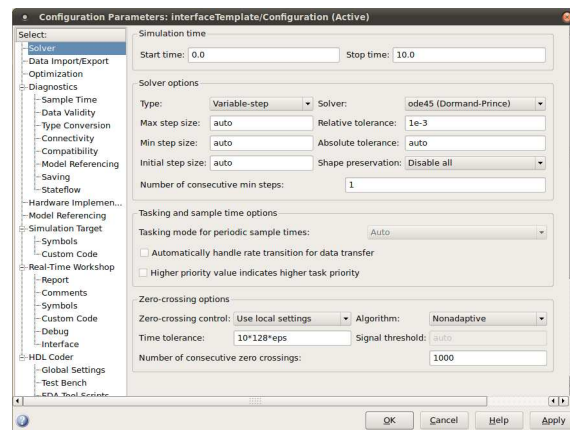 Configuration Parameters: interfaceTemplate/Configuration (Active)
Select:
Solver
Data Import/Export
Optimization
Diagnostics
Sample Time
Data Validity
Type Conversion
Connectivity
Compatibility
Model Referencing
Saving
Stateflow
Hardware Implemen...
Model Referencing
Simulation Target
Symbols
Custom Code
Real-Time Workshop
Report
Comments
Symbols
Custom Code
Debug
Interface
HDL Coder
Global Settings
Test Bench
EDA Tool Scripts
Simulation time
Start time: 0.0 Stop time: 10.0
Solver options
Type: Variable-step Solver: ode45 (Dormand-Prince)
Max step size: auto Relative tolerance: 1e-3
Min step size: auto Absolute tolerance: auto
Initial step size: auto Shape preservation: Disable all
Number of consecutive min steps: 1
Tasking and sample time options
Tasking mode for periodic sample times: Auto
Automatically handle rate transition for data transfer
Higher priority value indicates higher task priority
Zero-crossing options
Zero-crossing control: Use local settings Algorithm: Nonadaptive
Time tolerance: 10*128*eps Signal threshold: auto
Number of consecutive zero crossings: 1000
OK Cancel Help Apply